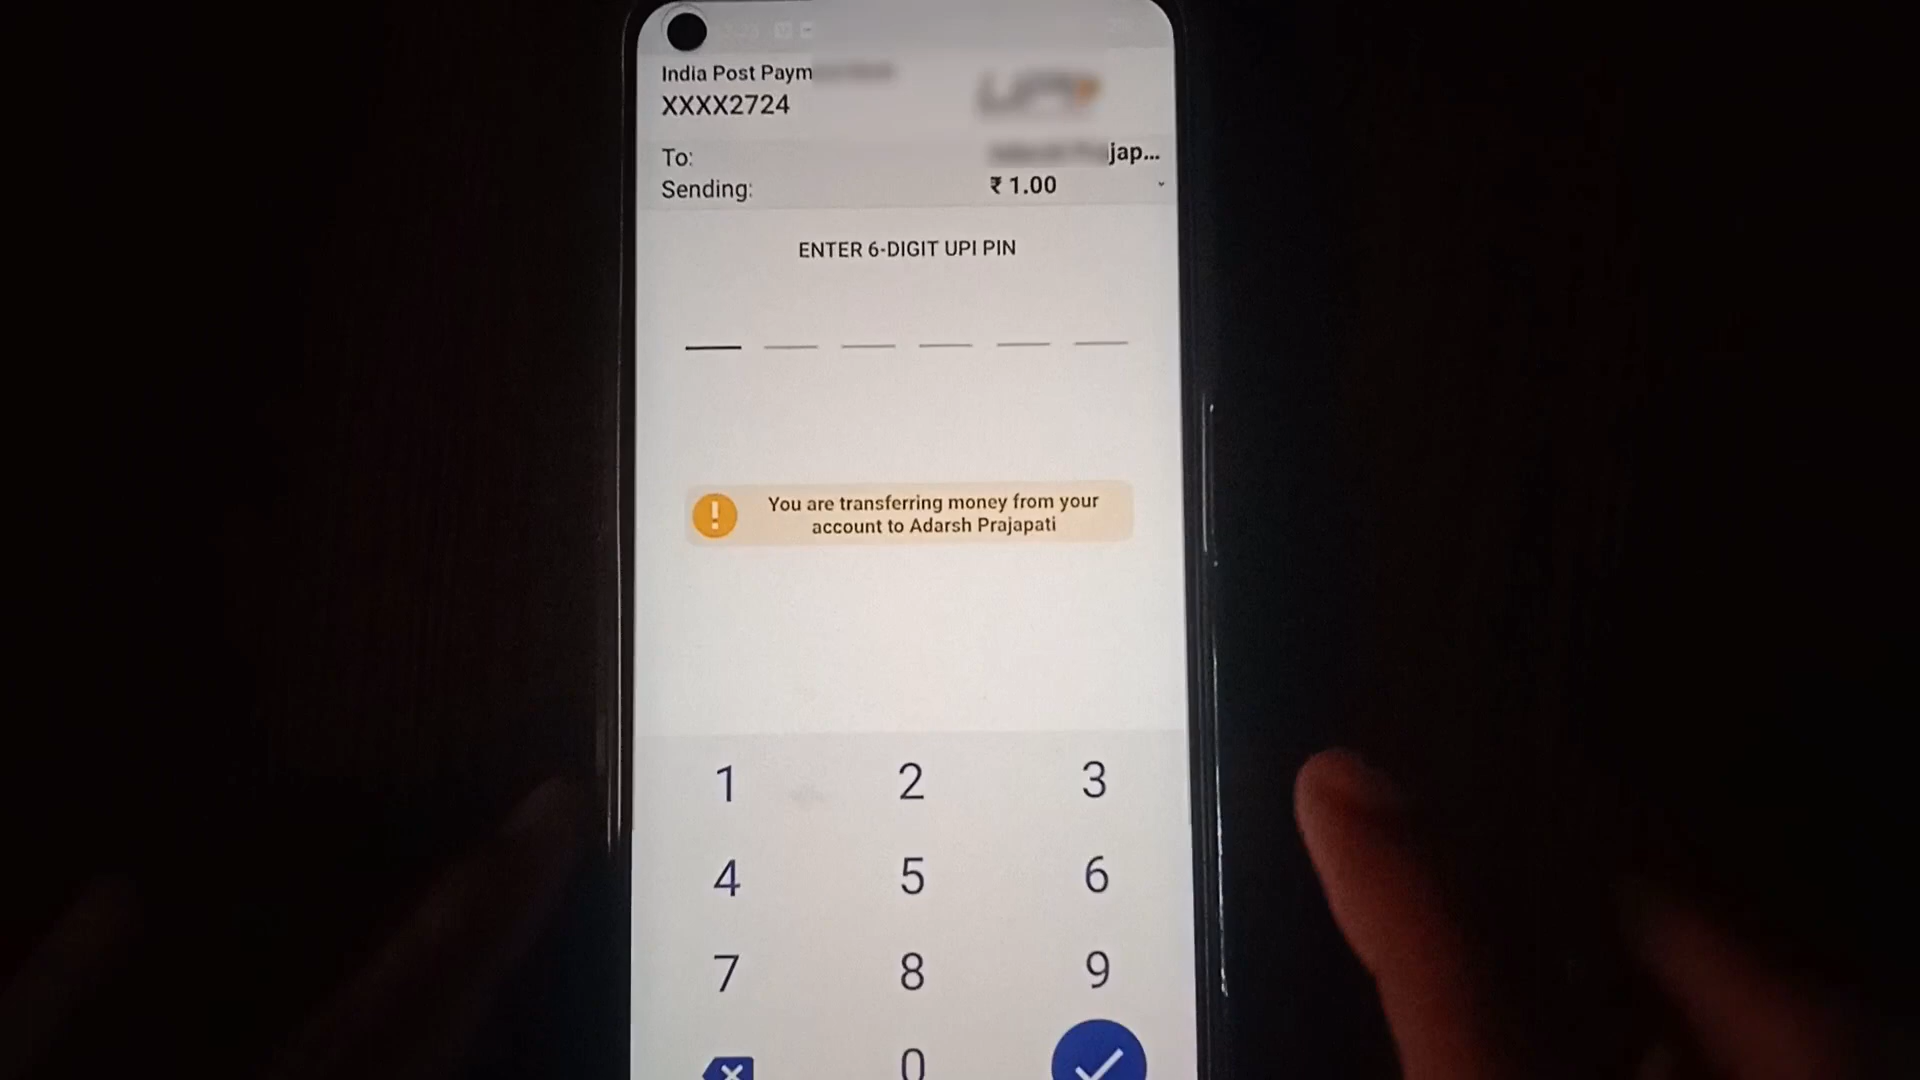 India Post Paym
XXXX2724
To: jap...
Sending: ₹ 1.00
ENTER 6-DIGIT UPI PIN
You are transferring money from your
account to Adarsh Prajapati
1 2 3
4 5 6
7 8 9
0